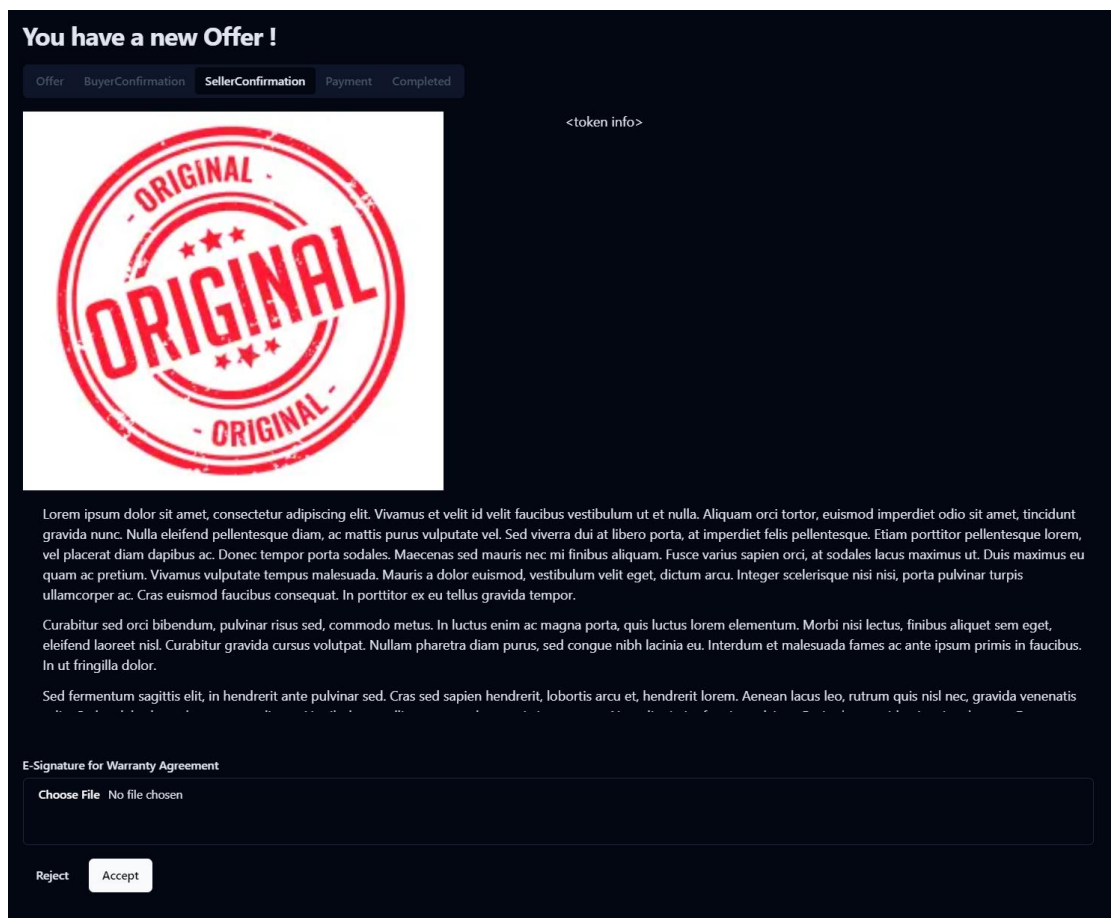 You have a new Offer !
Offer BuyerConfirmation SellerConfirmation Payment Completed
- ORIGINAL -
ORIGINAL
- ORIGINAL -
<token info>
Lorem ipsum dolor sit amet, consectetur adipiscing elit. Vivamus et velit id velit faucibus vestibulum ut et nulla. Aliquam orci tortor, euismod imperdiet odio sit amet, tincidunt
gravida nunc. Nulla eleifend pellentesque diam, ac mattis purus vulputate vel. Sed viverra dui at libero porta, at imperdiet felis pellentesque. Etiam porttitor pellentesque lorem,
vel placerat diam dapibus ac. Donec tempor porta sodales. Maecenas sed mauris nec mi finibus aliquam. Fusce varius sapien orci, at sodales lacus maximus ut. Duis maximus eu
quam ac pretium. Vivamus vulputate tempus malesuada. Mauris a dolor euismod, vestibulum velit eget, dictum arcu. Integer scelerisque nisi nisi, porta pulvinar turpis
ullamcorper ac. Cras euismod faucibus consequat. In porttitor ex eu tellus gravida tempor.
Curabitur sed orci bibendum, pulvinar risus sed, commodo metus. In luctus enim ac magna porta, quis luctus lorem elementum. Morbi nisi lectus, finibus aliquet sem eget,
eleifend laoreet nisl. Curabitur gravida cursus volutpat. Nullam pharetra diam purus, sed congue nibh lacinia eu. Interdum et malesuada fames ac ante ipsum primis in faucibus.
In ut fringilla dolor.
Sed fermentum sagittis elit, in hendrerit ante pulvinar sed. Cras sed sapien hendrerit, lobortis arcu et, hendrerit lorem. Aenean lacus leo, rutrum quis nisl nec, gravida venenatis
E-Signature for Warranty Agreement
Choose File No file chosen
Reject Accept